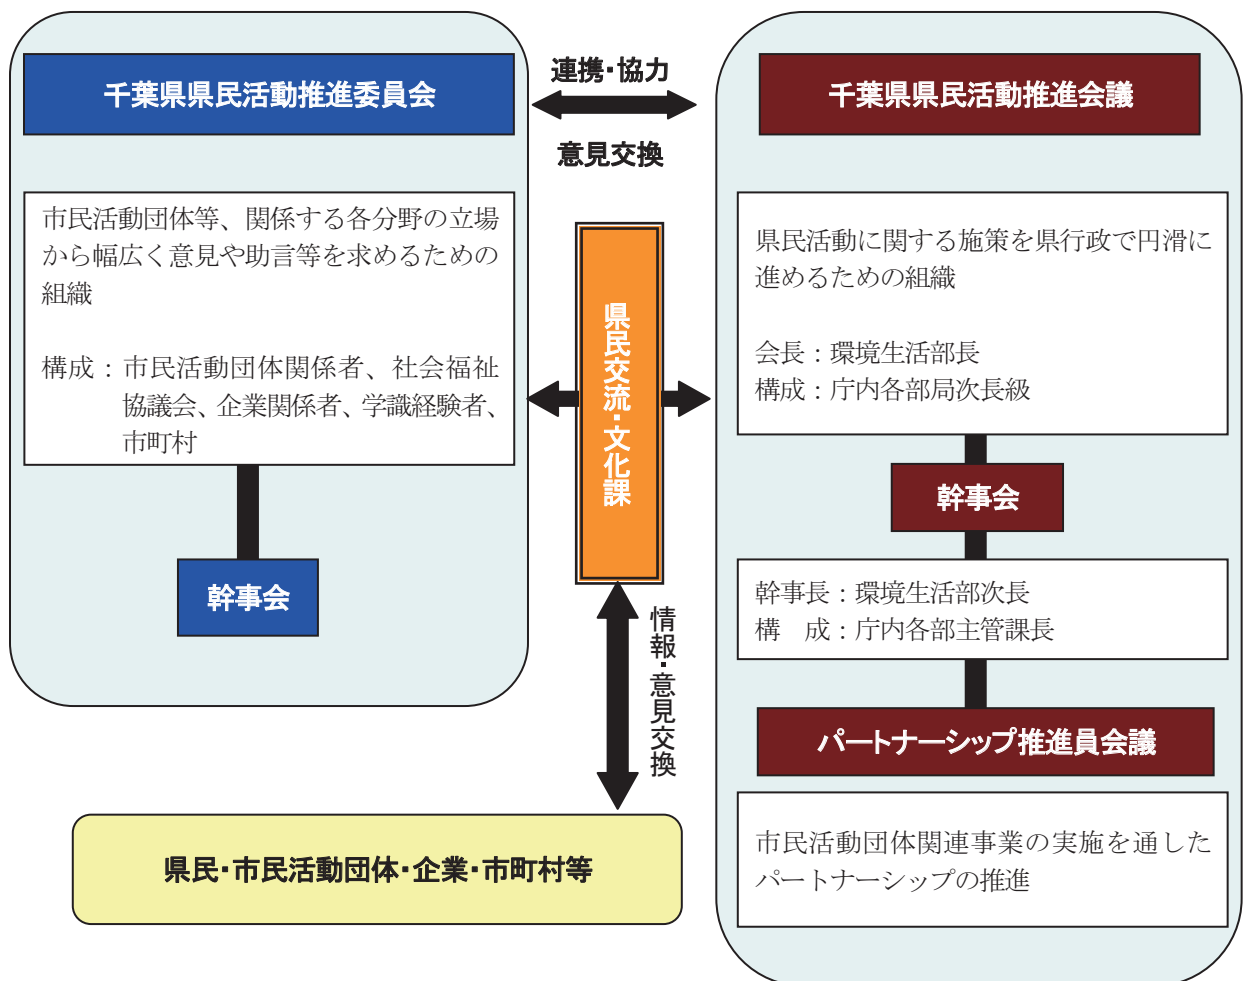 千葉県県民活動推進委員会
市民活動団体等、関係する各分野の立場
から幅広く意見や助言等を求めるための
組織
構成：市民活動団体関係者、社会福祉
協議会、企業関係者、学識経験者、
市町村
幹事会
連携・協力
意見交換
県民交流・文化課
情報・意見交換
県民・市民活動団体・企業・市町村等
千葉県県民活動推進会議
県民活動に関する施策を県行政で円滑に
進めるための組織
会長：環境生活部長
構成：庁内各部局次長級
幹事会
幹事長：環境生活部次長
構　成：庁内各部主管課長
パートナーシップ推進員会議
市民活動団体関連事業の実施を通した
パートナーシップの推進